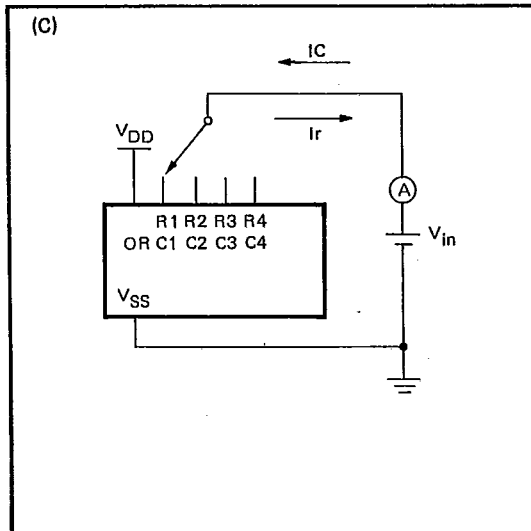 (C)
IC
Ir
VDD
A
R1 R2 R3 R4
OR C1 C2 C3 C4
Vin
VSS